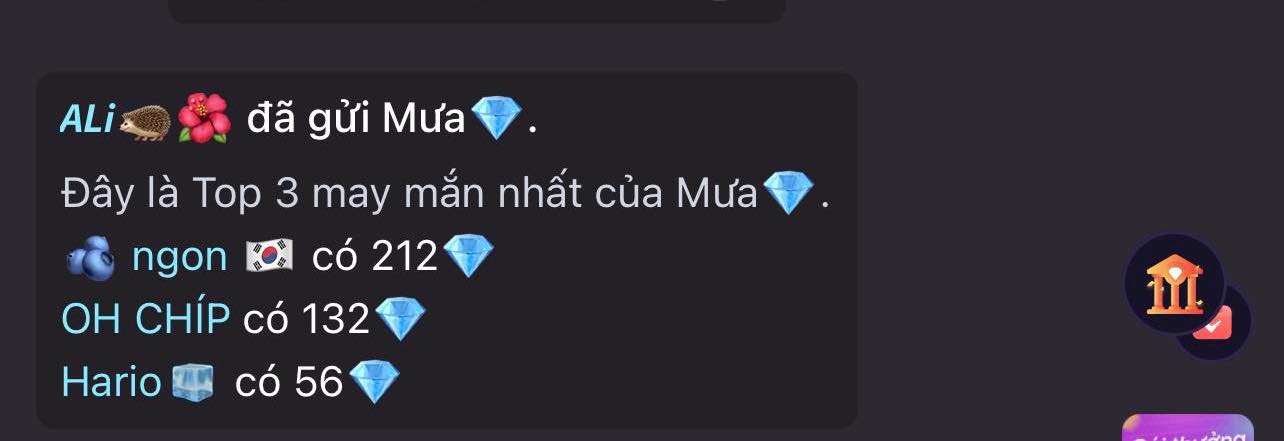 ALi🦔🌺 đã gửi Mưa💎.
Đây là Top 3 may mắn nhất của Mưa💎.
🫐 ngon 🇰🇷 có 212💎
OH CHÍP có 132💎
Hario🧊 có 56💎